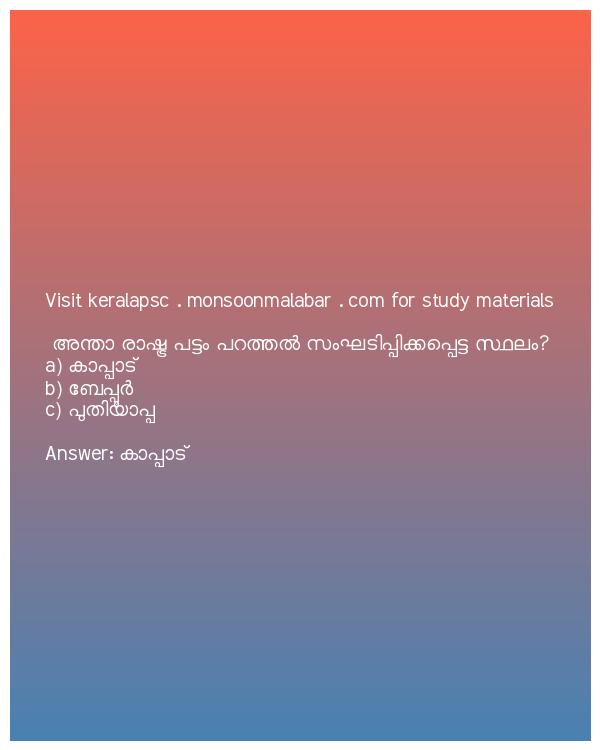 Visit keralapsc . monsoonmalabar . com for study materials
അന്താ രാഷ്ട്ര പട്ടം പറത്തൽ സംഘടിപ്പിക്കപ്പെട്ട സ്ഥലം?
a) കാപ്പാട്
b) ബേപ്പൂർ
c) പുതിയാപ്പ
Answer: കാപ്പാട്